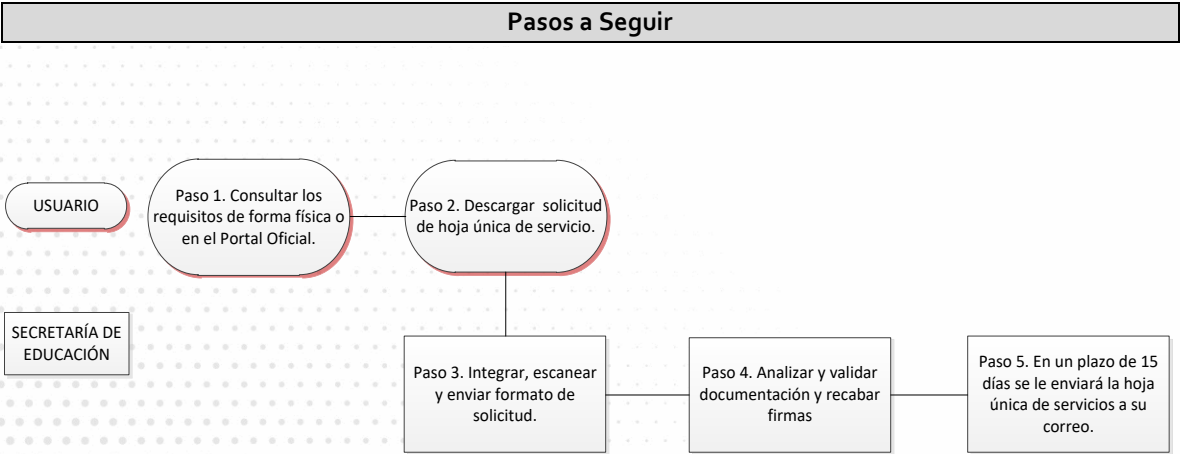 Pasos a Seguir
USUARIO
Paso 1. Consultar los
requisitos de forma física o
en el Portal Oficial.
Paso 2. Descargar solicitud
de hoja única de servicio.
SECRETARÍA DE
EDUCACIÓN
Paso 3. Integrar, escanear
y enviar formato de
solicitud.
Paso 4. Analizar y validar
documentación y recabar
firmas
Paso 5. En un plazo de 15
días se le enviará la hoja
única de servicios a su
correo.